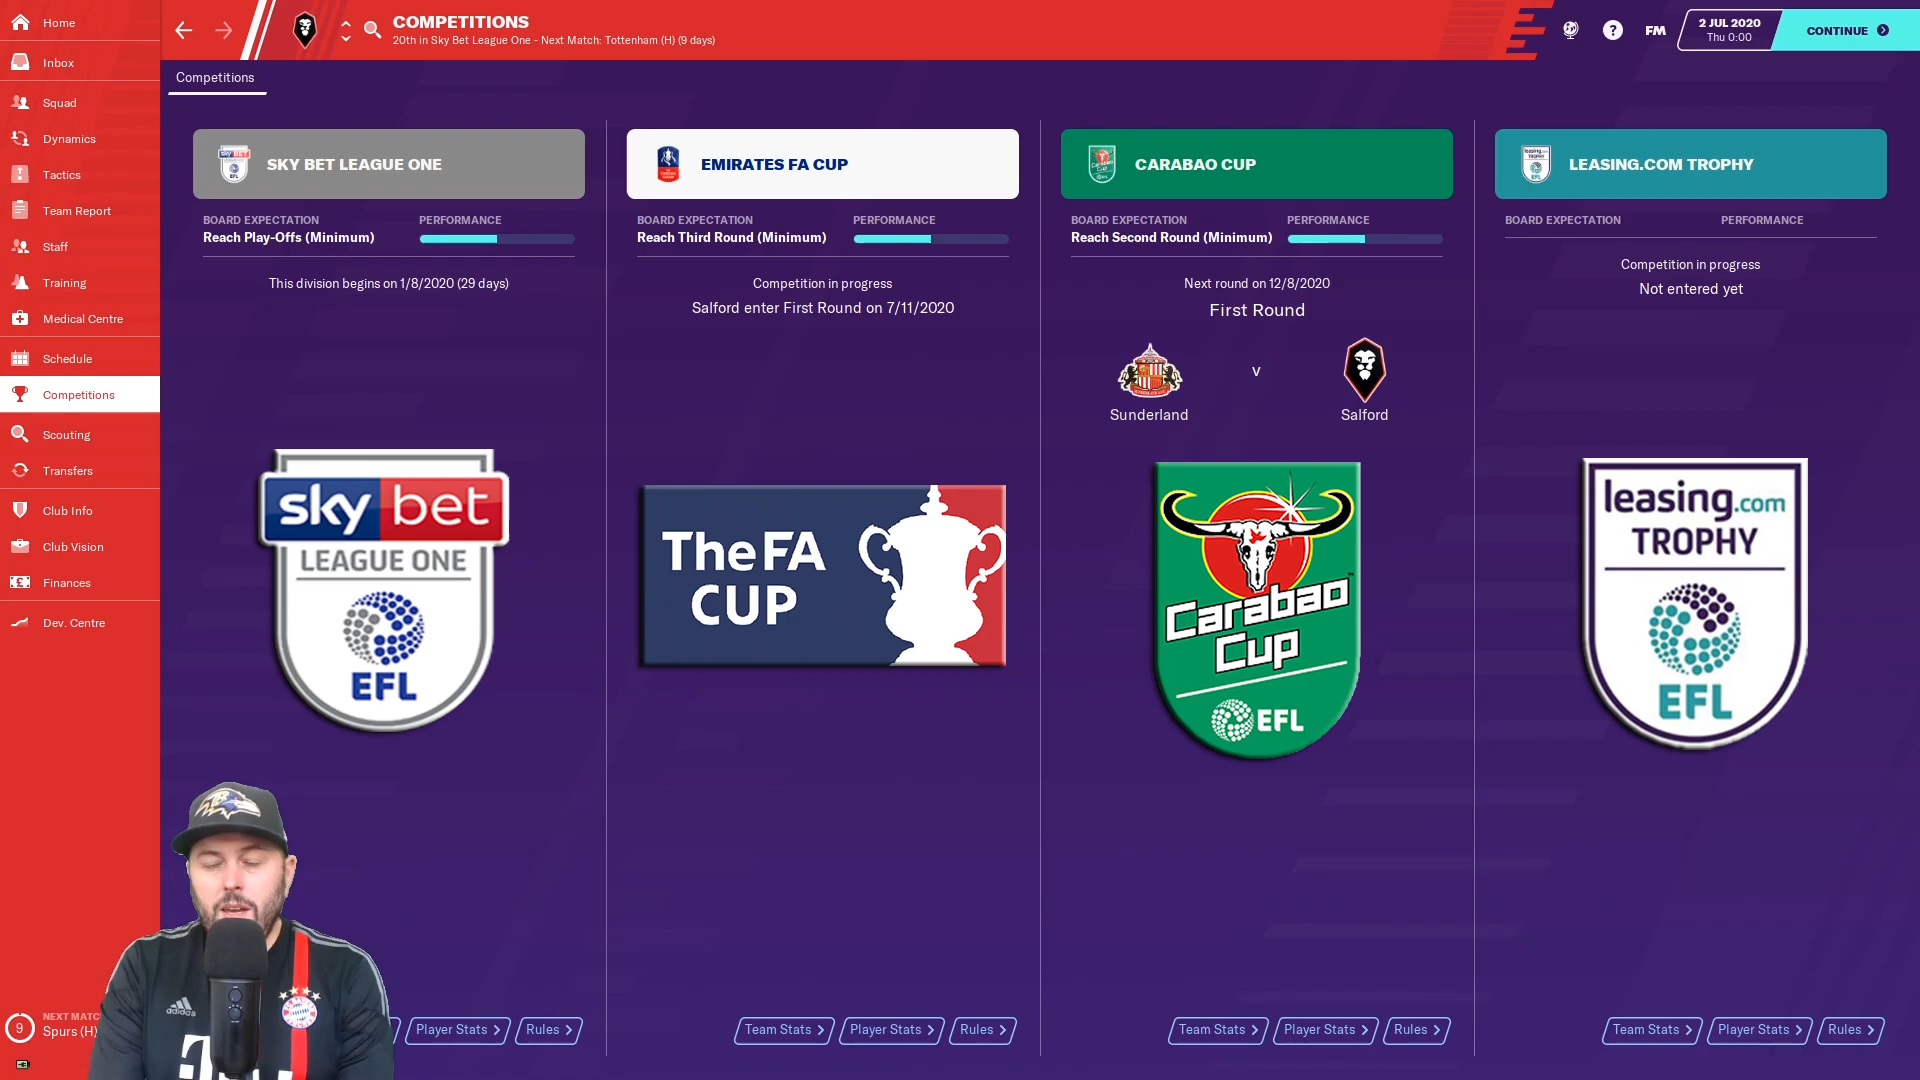 Home
Inbox
Squad
Dynamics
Tactics
Team Report
Staff
Training
Medical Centre
Schedule
Competitions
Scouting
Transfers
Club Info
Club Vision
Finances
Dev. Centre
9
NEXT MATC
Spurs (H)
COMPETITIONS
20th in Sky Bet League One - Next Match: Tottenham (H) (9 days)
?
FM
2 JUL 2020
Thu 0:00
CONTINUE
Competitions
SKY BET LEAGUE ONE
BOARD EXPECTATION PERFORMANCE
Reach Play-Offs (Minimum)
This division begins on 1/8/2020 (29 days)
sky bet
LEAGUE ONE
EFL
Player Stats
Rules
adidas
EMIRATES FA CUP
BOARD EXPECTATION PERFORMANCE
Reach Third Round (Minimum)
Competition in progress
Salford enter First Round on 7/11/2020
The FA
CUP
Team Stats
Player Stats
Rules
CARABAO CUP
BOARD EXPECTATION PERFORMANCE
Reach Second Round (Minimum)
Next round on 12/8/2020
First Round
v
Sunderland Salford
Carabao
Cup
EFL
Team Stats
Player Stats
Rules
LEASING.COM TROPHY
BOARD EXPECTATION PERFORMANCE
Competition in progress
Not entered yet
leasing.com
TROPHY
EFL
Team Stats
Player Stats
Rules